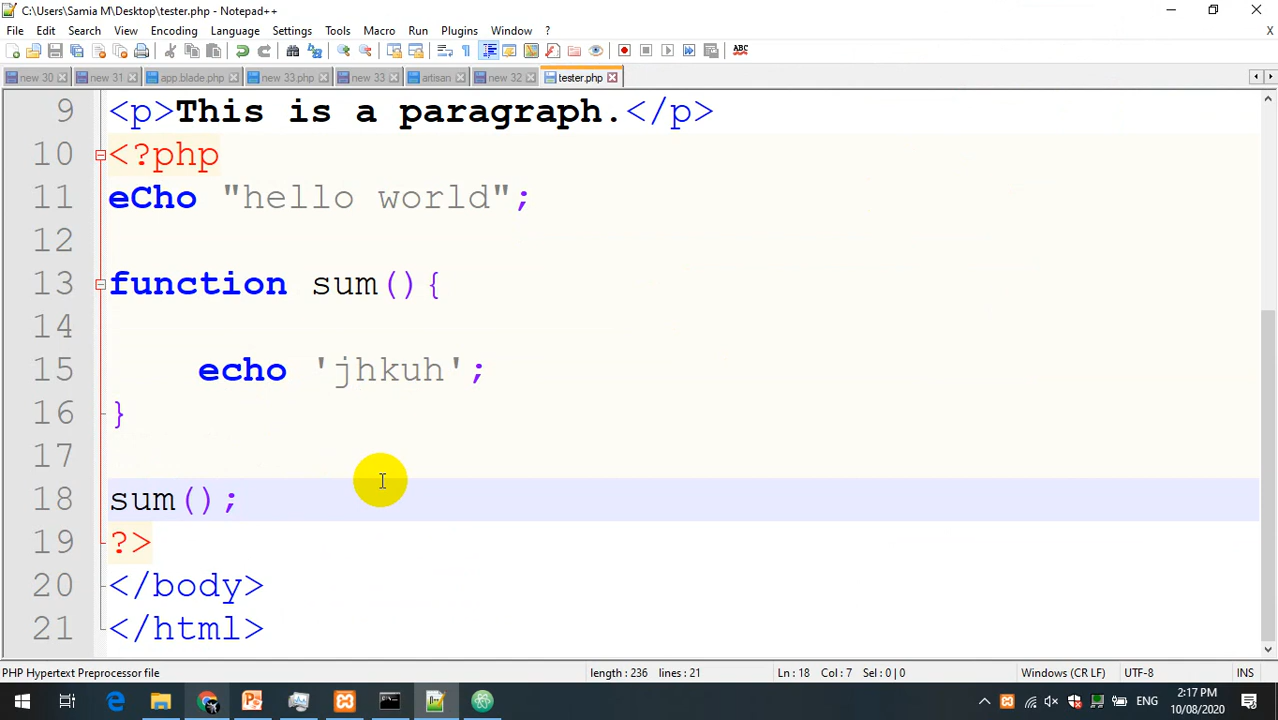 C:\Users\Samia M\Desktop\tester.php - Notepad++
File Edit Search View Encoding Language Settings Tools Macro Run Plugins Window ? X
ABC
new 30 new 31 app.blade.php new 33.php new 33 artisan new 32 tester.php
9 <p>This is a paragraph.</p>
10 <?php
11 eCho "hello world";
12
13 function sum(){
14
15 echo 'jhkuh';
16 }
17
18 sum();
19 ?>
20 </body>
21 </html>
PHP Hypertext Preprocessor file length : 236 lines : 21 Ln : 18 Col : 7 Sel : 0 | 0 Windows (CR LF) UTF-8 INS
ENG 2:17 PM
10/08/2020